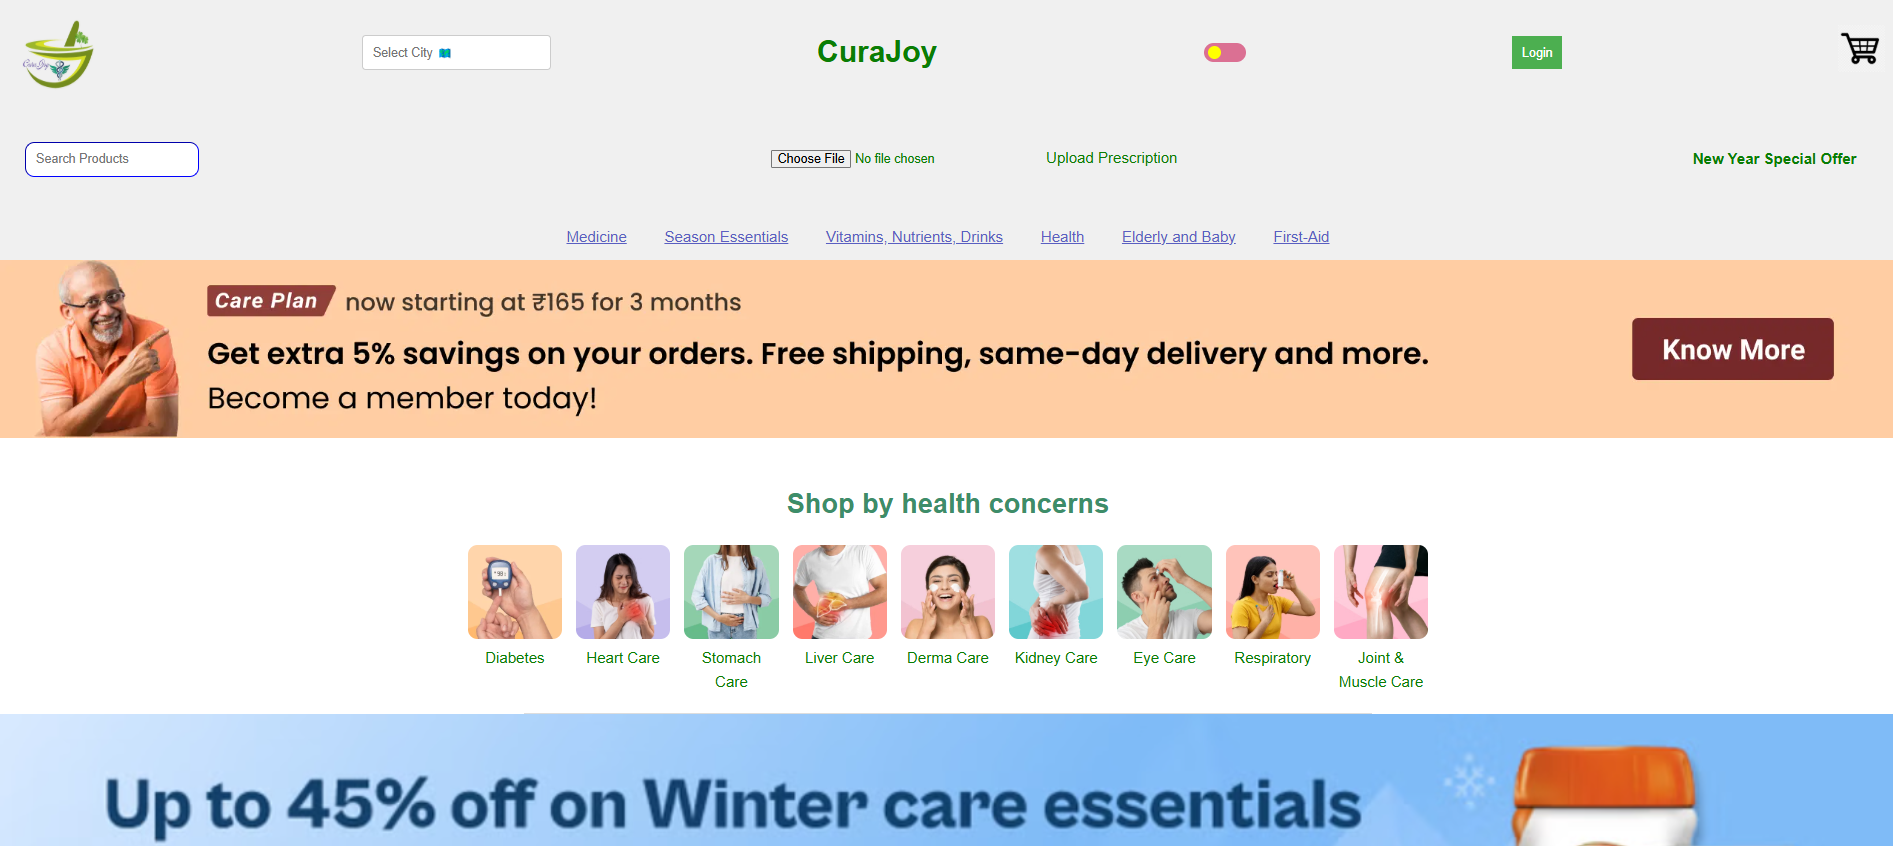 CuraJoy
Select City
CuraJoy
Login
Search Products
Choose File No file chosen
Upload Prescription
New Year Special Offer
Medicine
Season Essentials
Vitamins, Nutrients, Drinks
Health
Elderly and Baby
First-Aid
Care Plan now starting at ₹165 for 3 months
Get extra 5% savings on your orders. Free shipping, same-day delivery and more.
Become a member today!
Know More
Shop by health concerns
Diabetes
Heart Care
Stomach
Care
Liver Care
Derma Care
Kidney Care
Eye Care
Respiratory
Joint &
Muscle Care
Up to 45% off on Winter care essentials